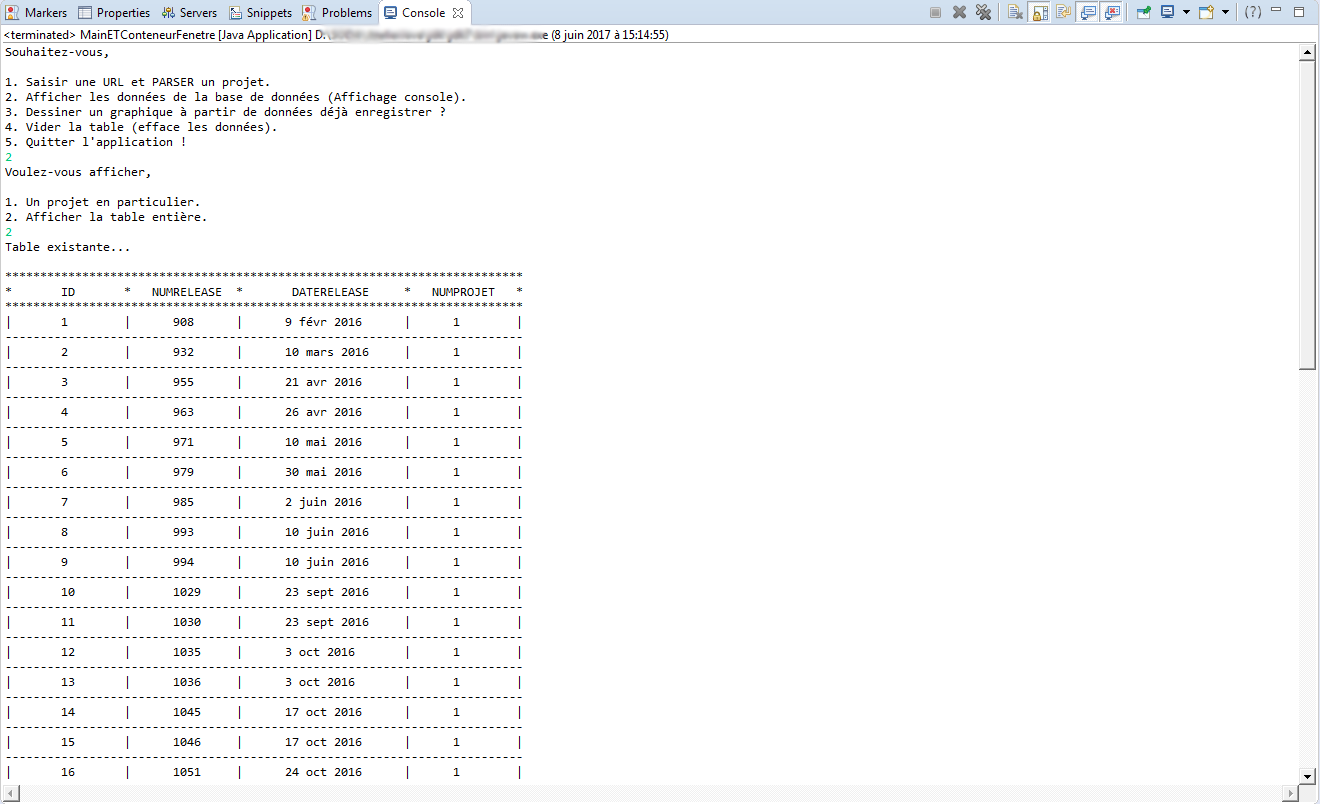 Markers Properties Servers Snippets Problems Console
<terminated> MainETConteneurFenetre [Java Application] D: e (8 juin 2017 à 15:14:55)
Souhaitez-vous,
1. Saisir une URL et PARSER un projet.
2. Afficher les données de la base de données (Affichage console).
3. Dessiner un graphique à partir de données déjà enregistrer ?
4. Vider la table (efface les données).
5. Quitter l'application !
2
Voulez-vous afficher,
1. Un projet en particulier.
2. Afficher la table entière.
2
Table existante...
**************************************************************************
* ID * NUMRELEASE * DATERELEASE * NUMPROJET *
**************************************************************************
| 1 | 908 | 9 févr 2016 | 1 |
--------------------------------------------------------------------------
| 2 | 932 | 10 mars 2016 | 1 |
--------------------------------------------------------------------------
| 3 | 955 | 21 avr 2016 | 1 |
--------------------------------------------------------------------------
| 4 | 963 | 26 avr 2016 | 1 |
--------------------------------------------------------------------------
| 5 | 971 | 10 mai 2016 | 1 |
--------------------------------------------------------------------------
| 6 | 979 | 30 mai 2016 | 1 |
--------------------------------------------------------------------------
| 7 | 985 | 2 juin 2016 | 1 |
--------------------------------------------------------------------------
| 8 | 993 | 10 juin 2016 | 1 |
--------------------------------------------------------------------------
| 9 | 994 | 10 juin 2016 | 1 |
--------------------------------------------------------------------------
| 10 | 1029 | 23 sept 2016 | 1 |
--------------------------------------------------------------------------
| 11 | 1030 | 23 sept 2016 | 1 |
--------------------------------------------------------------------------
| 12 | 1035 | 3 oct 2016 | 1 |
--------------------------------------------------------------------------
| 13 | 1036 | 3 oct 2016 | 1 |
--------------------------------------------------------------------------
| 14 | 1045 | 17 oct 2016 | 1 |
--------------------------------------------------------------------------
| 15 | 1046 | 17 oct 2016 | 1 |
--------------------------------------------------------------------------
| 16 | 1051 | 24 oct 2016 | 1 |